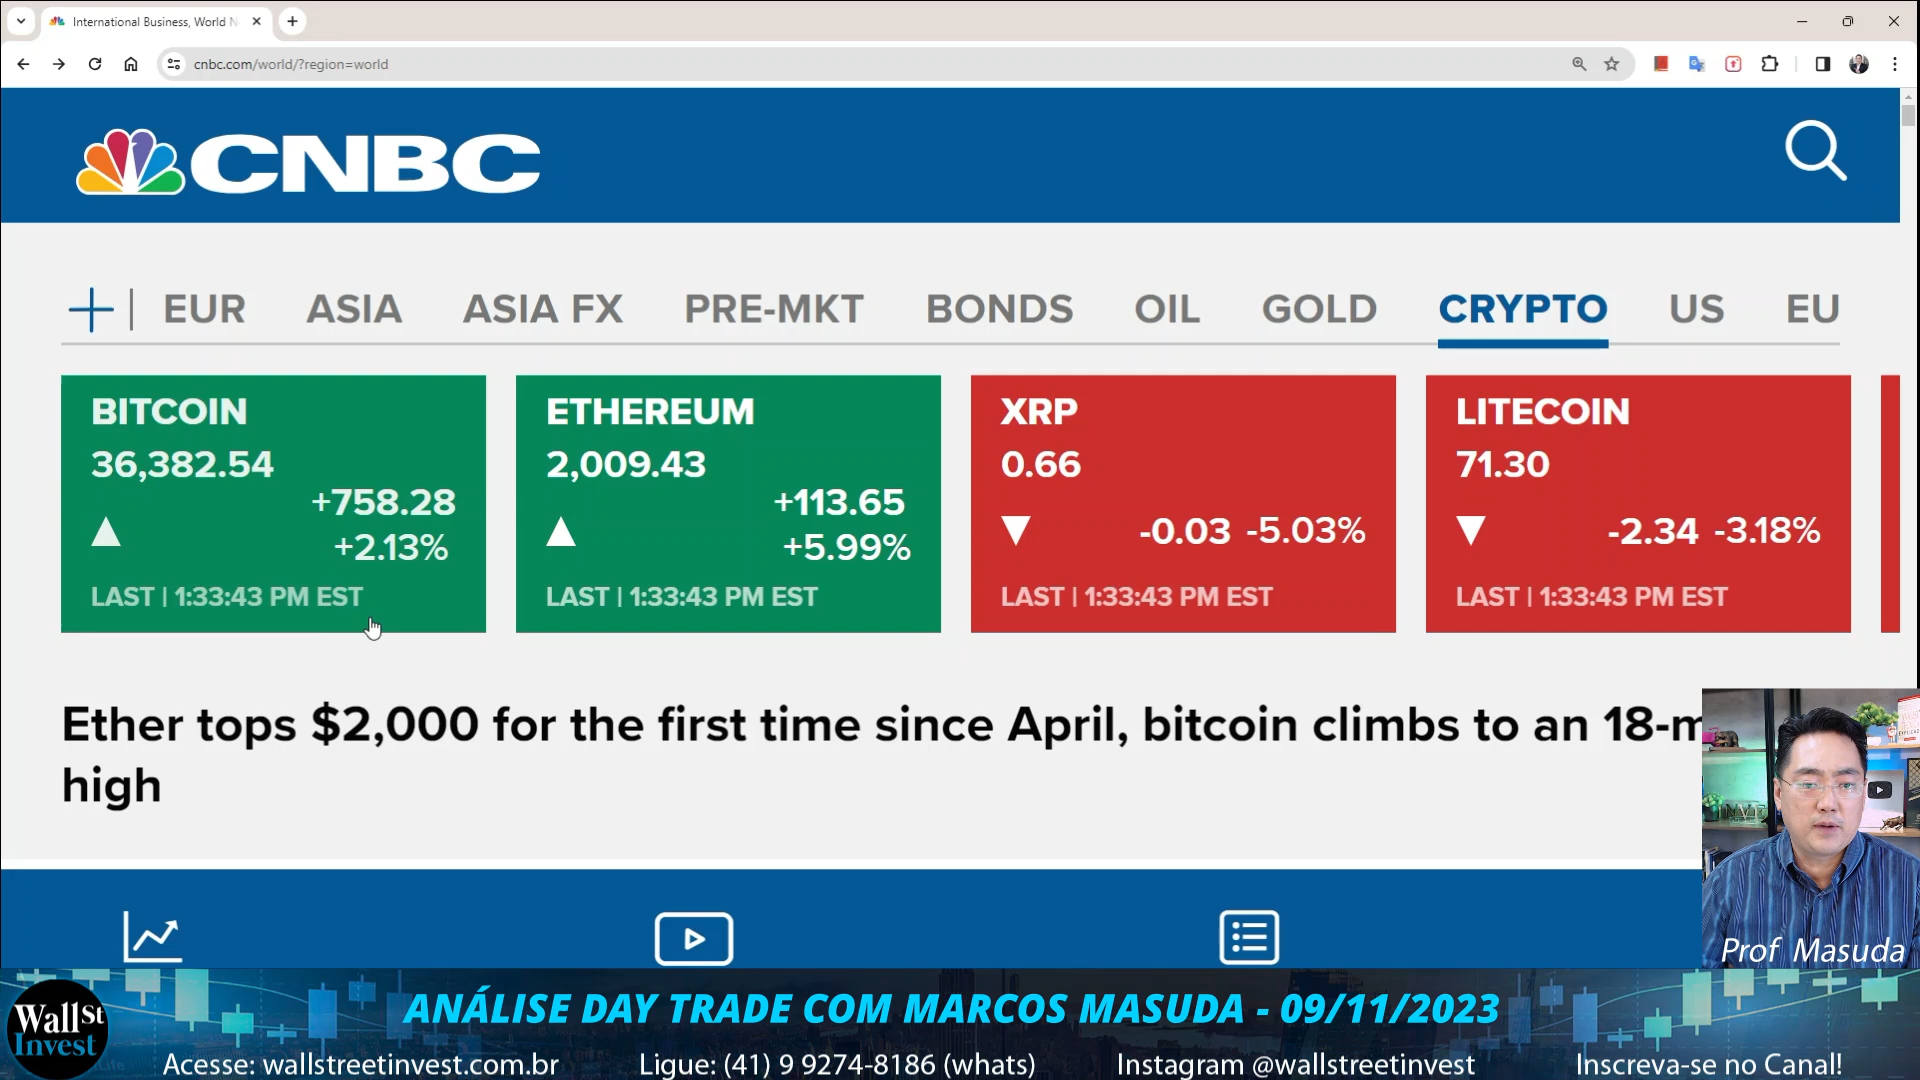 International Business, World N
cnbc.com/world/?region=world
CNBC
EUR ASIA ASIA FX PRE-MKT BONDS OIL GOLD CRYPTO US EU
BITCOIN
36,382.54
+758.28
+2.13%
LAST | 1:33:43 PM EST
ETHEREUM
2,009.43
+113.65
+5.99%
LAST | 1:33:43 PM EST
XRP
0.66
-0.03 -5.03%
LAST | 1:33:43 PM EST
LITECOIN
71.30
-2.34 -3.18%
LAST | 1:33:43 PM EST
Ether tops $2,000 for the first time since April, bitcoin climbs to an 18-m
high
Prof Masuda
Wall St
Invest
ANÁLISE DAY TRADE COM MARCOS MASUDA - 09/11/2023
Acesse: wallstreetinvest.com.br Ligue: (41) 9 9274-8186 (whats) Instagram @wallstreetinvest Inscreva-se no Canal!